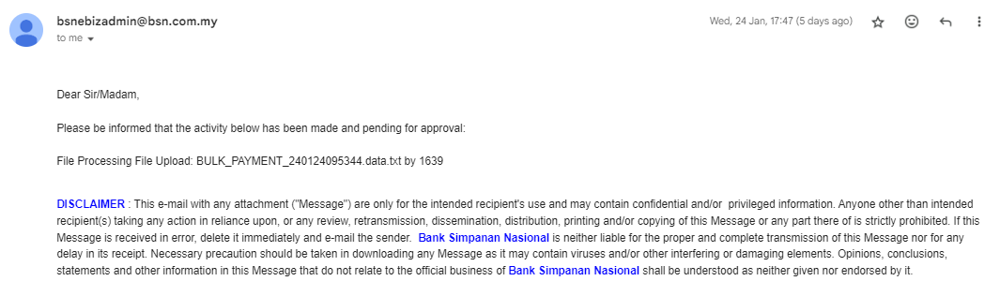 bsnebizadmin@bsn.com.my
Wed, 24 Jan, 17:47 (5 days ago)
to me
Dear Sir/Madam,
Please be informed that the activity below has been made and pending for approval:
File Processing File Upload: BULK_PAYMENT_240124095344.data.txt by 1639
DISCLAIMER : This e-mail with any attachment ("Message") are only for the intended recipient's use and may contain confidential and/or  privileged information. Anyone other than intended
recipient(s) taking any action in reliance upon, or any review, retransmission, dissemination, distribution, printing and/or copying of this Message or any part there of is strictly prohibited. If this
Message is received in error, delete it immediately and e-mail the sender.  Bank Simpanan Nasional is neither liable for the proper and complete transmission of this Message nor for any
delay in its receipt. Necessary precaution should be taken in downloading any Message as it may contain viruses and/or other interfering or damaging elements. Opinions, conclusions,
statements and other information in this Message that do not relate to the official business of Bank Simpanan Nasional shall be understood as neither given nor endorsed by it.